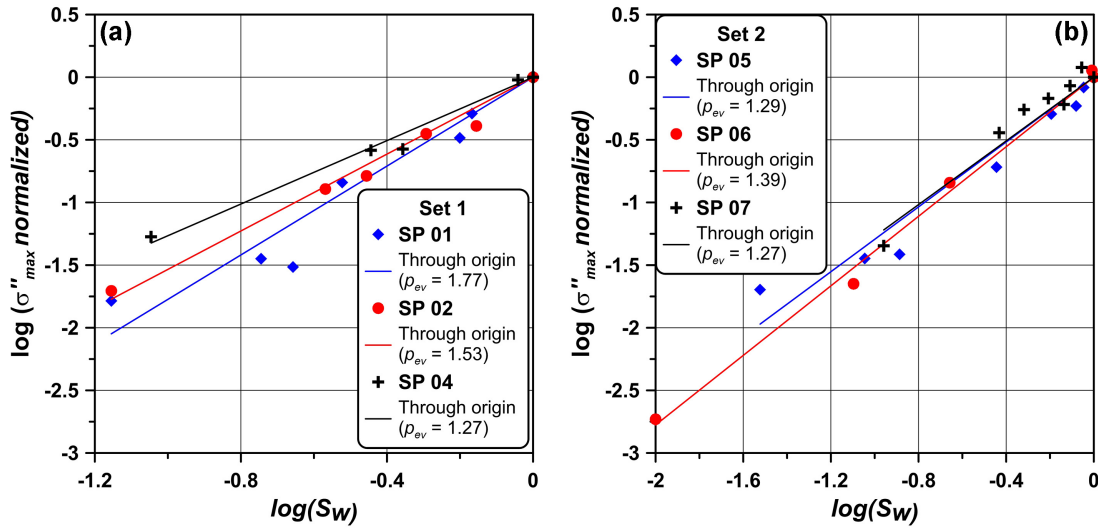 (a)
0.5
0
-0.5
-1
-1.5
-2
-2.5
-3
log (σ''max normalized)
-1.2
-0.8
-0.4
0
log(SW)
Set 1
SP 01
Through origin
(pev = 1.77)
SP 02
Through origin
(pev = 1.53)
SP 04
Through origin
(pev = 1.27)
(b)
0.5
0
-0.5
-1
-1.5
-2
-2.5
-3
log (σ''max normalized)
-2
-1.6
-1.2
-0.8
-0.4
0
log(SW)
Set 2
SP 05
Through origin
(pev = 1.29)
SP 06
Through origin
(pev = 1.39)
SP 07
Through origin
(pev = 1.27)